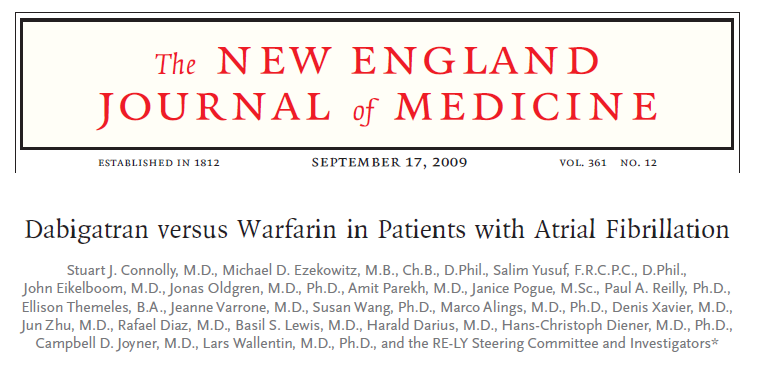 The NEW ENGLAND
JOURNAL of MEDICINE
ESTABLISHED IN 1812 SEPTEMBER 17, 2009 VOL. 361 NO. 12
Dabigatran versus Warfarin in Patients with Atrial Fibrillation
Stuart J. Connolly, M.D., Michael D. Ezekowitz, M.B., Ch.B., D.Phil., Salim Yusuf, F.R.C.P.C., D.Phil.,
John Eikelboom, M.D., Jonas Oldgren, M.D., Ph.D., Amit Parekh, M.D., Janice Pogue, M.Sc., Paul A. Reilly, Ph.D.,
Ellison Themeles, B.A., Jeanne Varrone, M.D., Susan Wang, Ph.D., Marco Alings, M.D., Ph.D., Denis Xavier, M.D.,
Jun Zhu, M.D., Rafael Diaz, M.D., Basil S. Lewis, M.D., Harald Darius, M.D., Hans-Christoph Diener, M.D., Ph.D.,
Campbell D. Joyner, M.D., Lars Wallentin, M.D., Ph.D., and the RE-LY Steering Committee and Investigators*